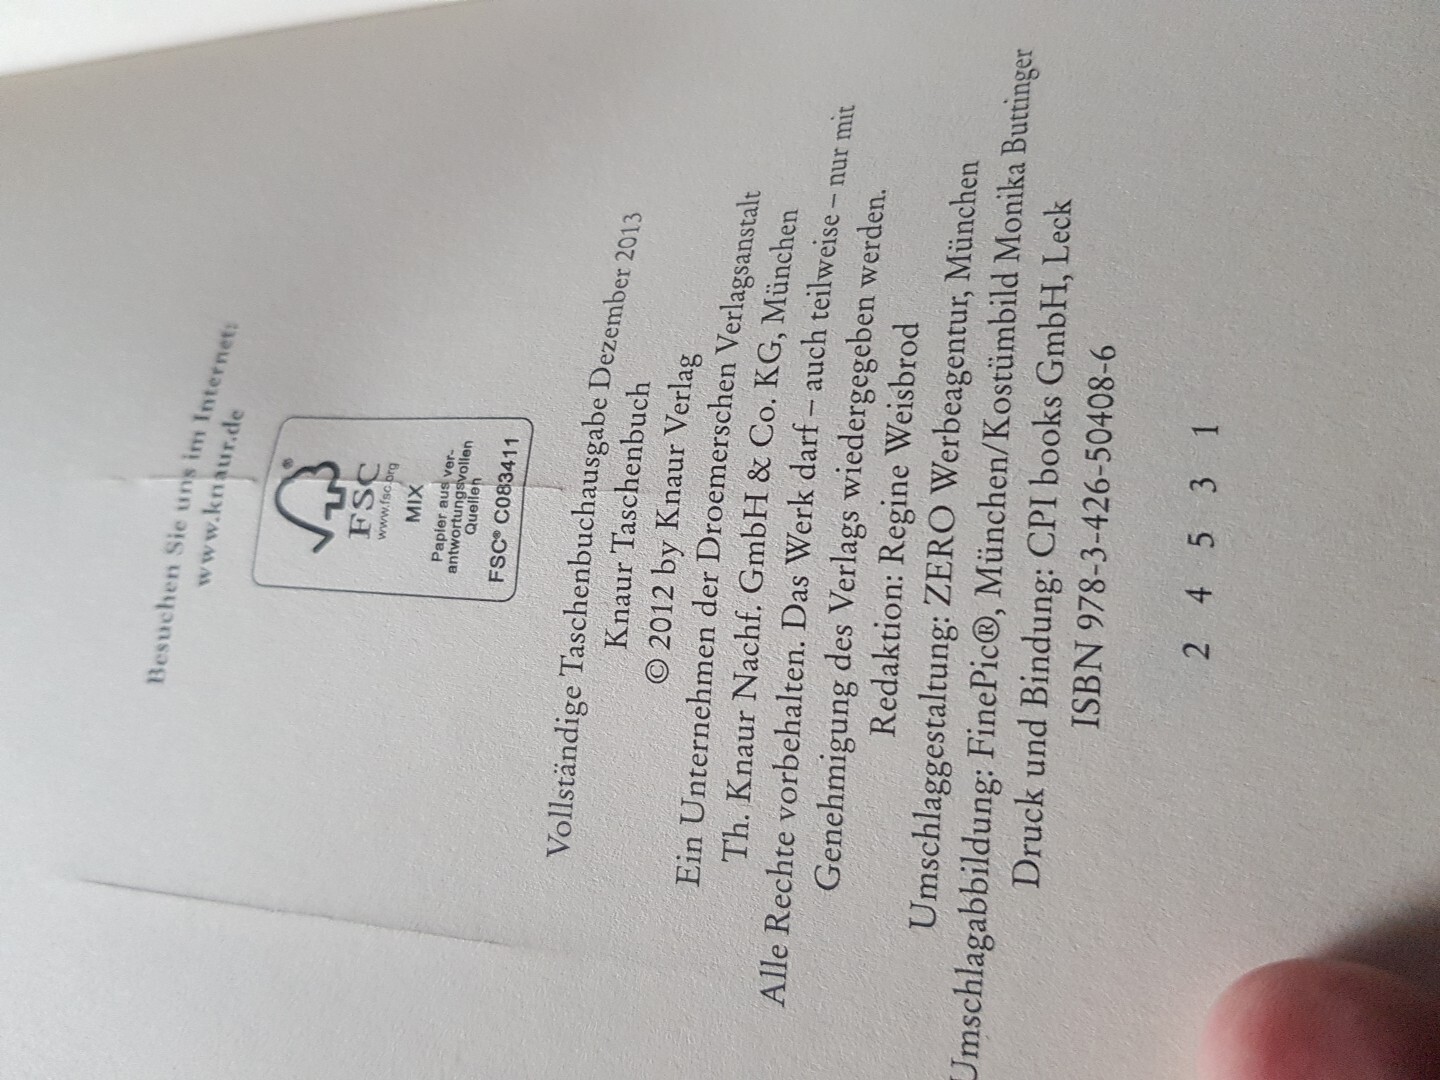 Besuchen Sie uns im Internet:
www.knaur.de
FSC
www.fsc.org
MIX
Papier aus ver-
antwortungsvollen
Quellen
FSC® C083411
Vollständige Taschenbuchausgabe Dezember 2013
Knaur Taschenbuch
© 2012 by Knaur Verlag
Ein Unternehmen der Droemerschen Verlagsanstalt
Th. Knaur Nachf. GmbH & Co. KG, München
Alle Rechte vorbehalten. Das Werk darf – auch teilweise – nur mit
Genehmigung des Verlags wiedergegeben werden.
Redaktion: Regine Weisbrod
Umschlaggestaltung: ZERO Werbeagentur, München
Umschlagabbildung: FinePic®, München/Kostümbild Monika Buttinger
Druck und Bindung: CPI books GmbH, Leck
ISBN 978-3-426-50408-6
2 4 5 3 1